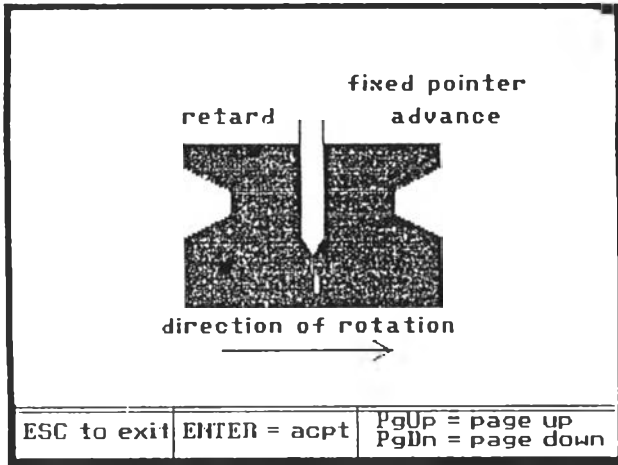 fixed pointer
retard advance
direction of rotation
ESC to exit ENTER = acpt PgUp = page up
PgDn = page down